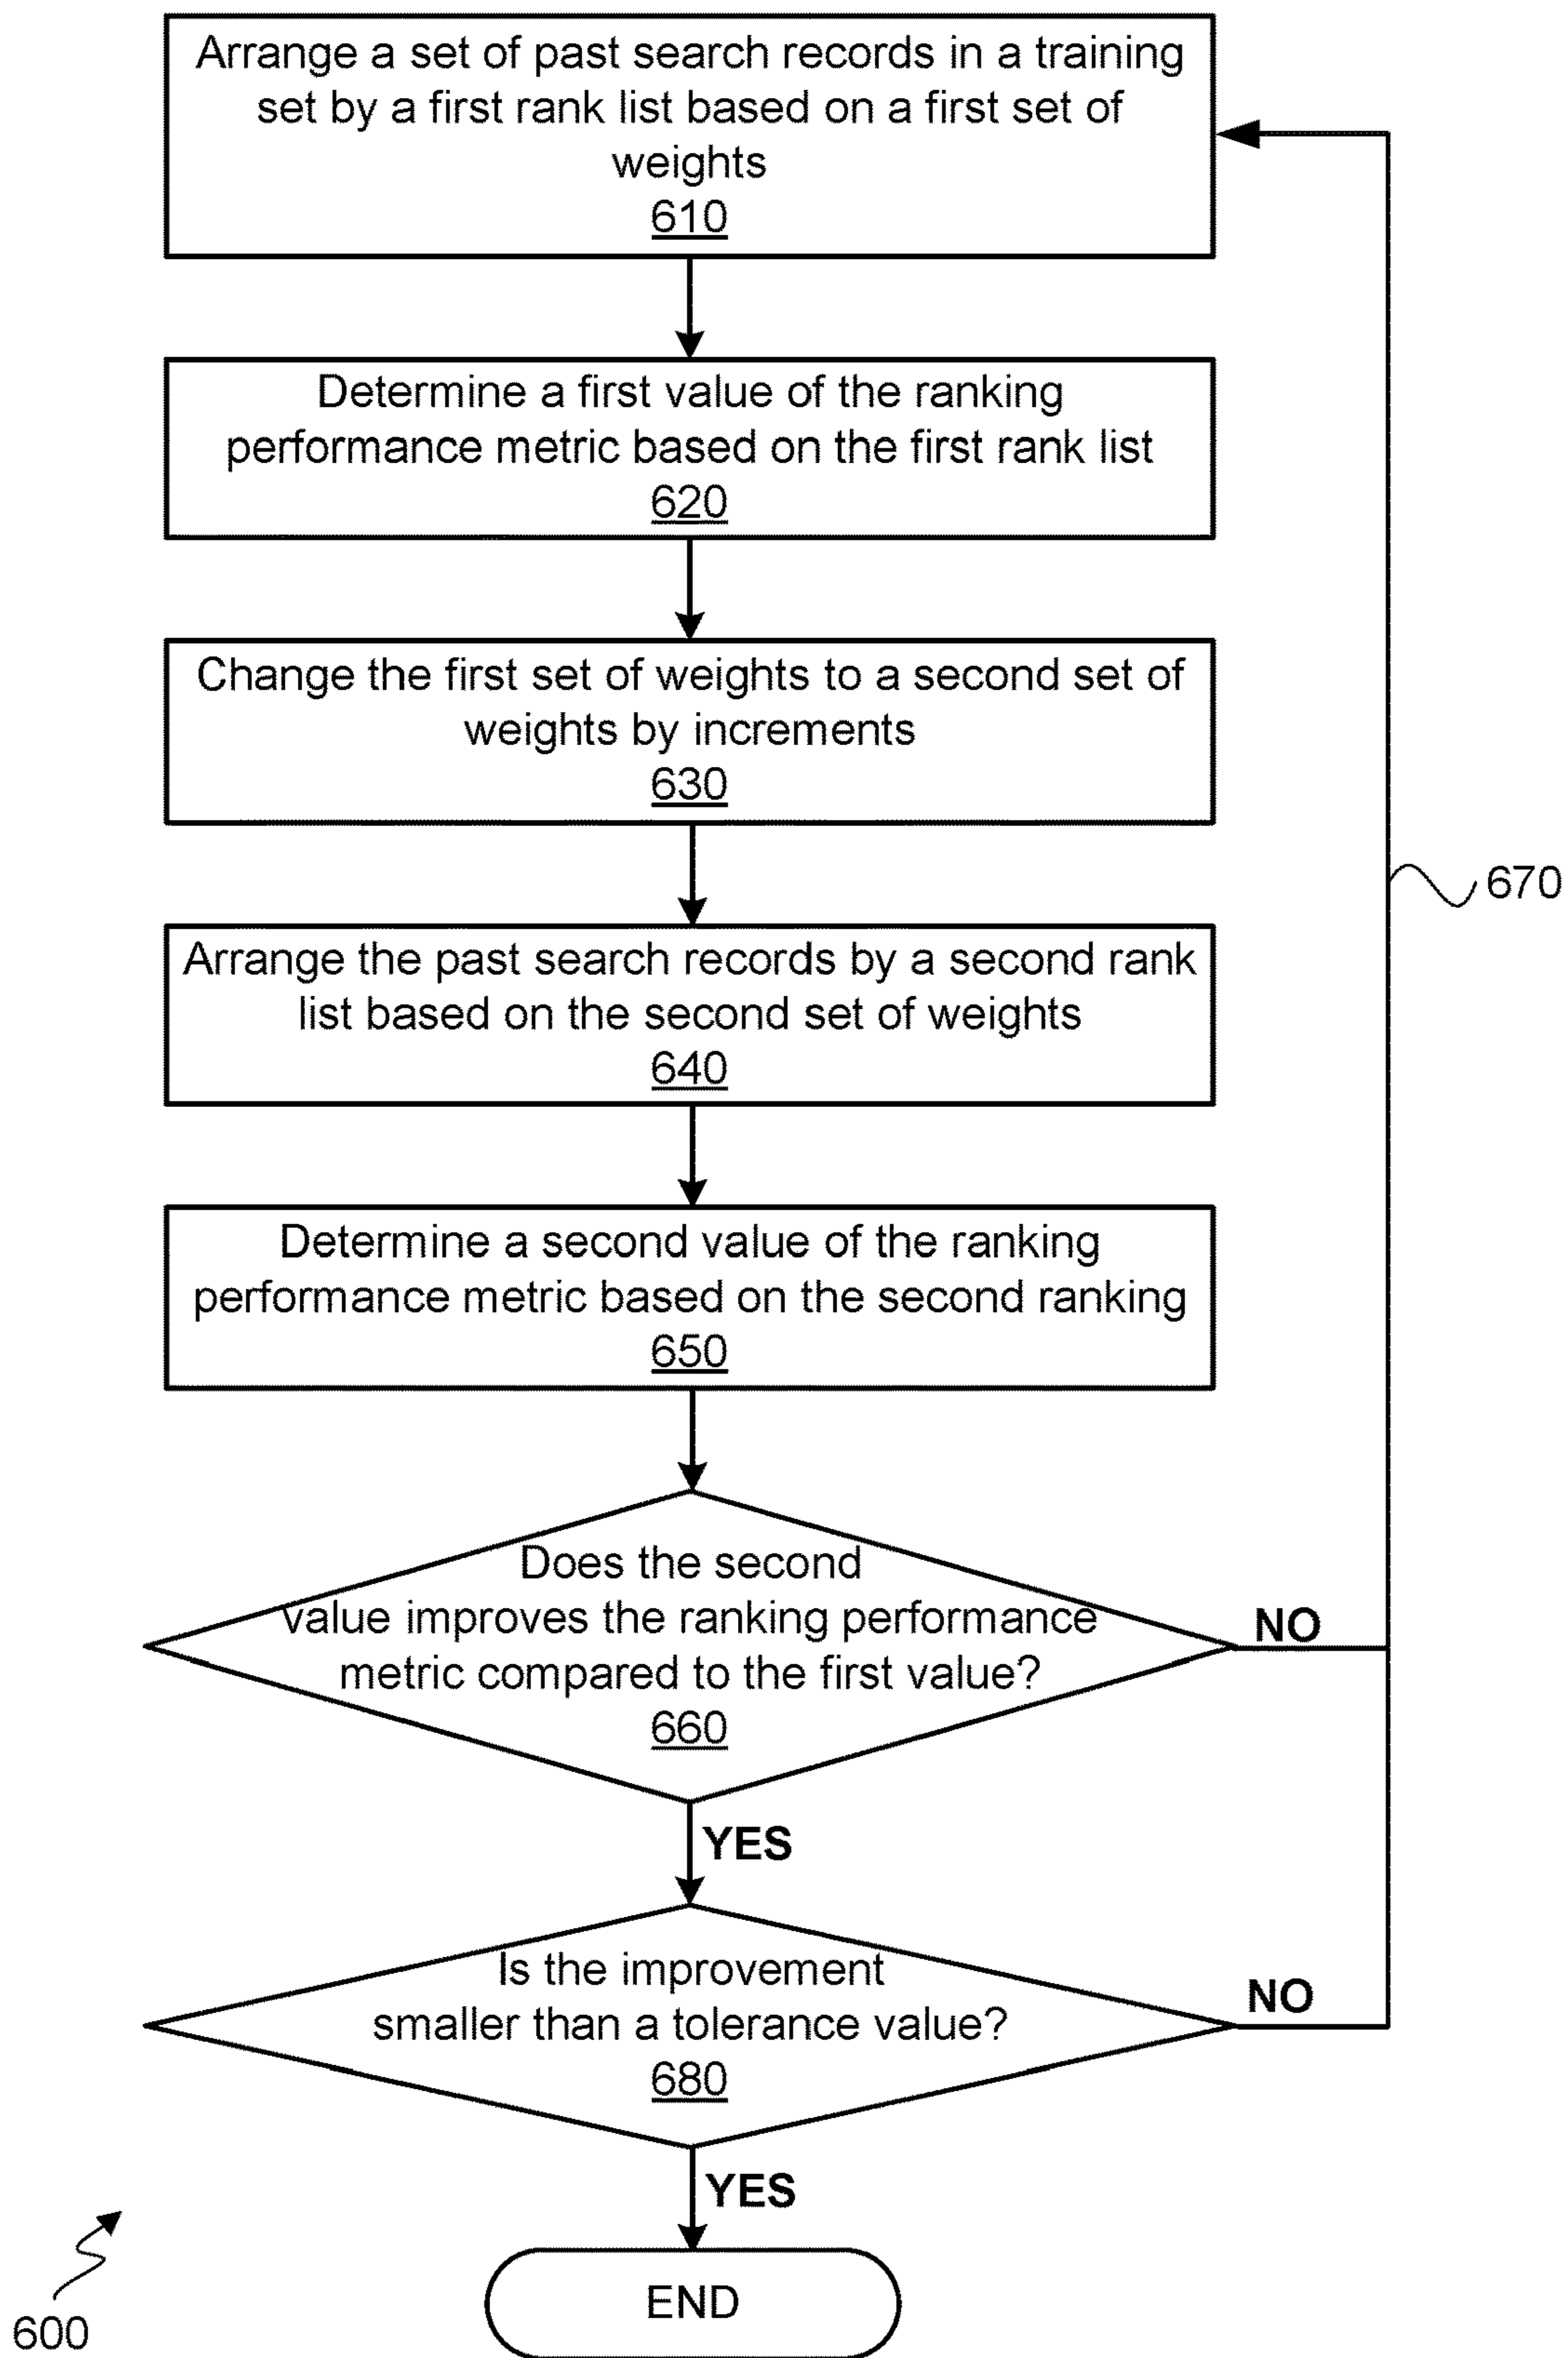 Arrange a set of past search records in a training
set by a first rank list based on a first set of
weights
610
Determine a first value of the ranking
performance metric based on the first rank list
620
Change the first set of weights to a second set of
weights by increments
630
670
Arrange the past search records by a second rank
list based on the second set of weights
640
Determine a second value of the ranking
performance metric based on the second ranking
650
Does the second
value improves the ranking performance
metric compared to the first value?
660
NO
YES
Is the improvement
smaller than a tolerance value?
680
NO
YES
END
600